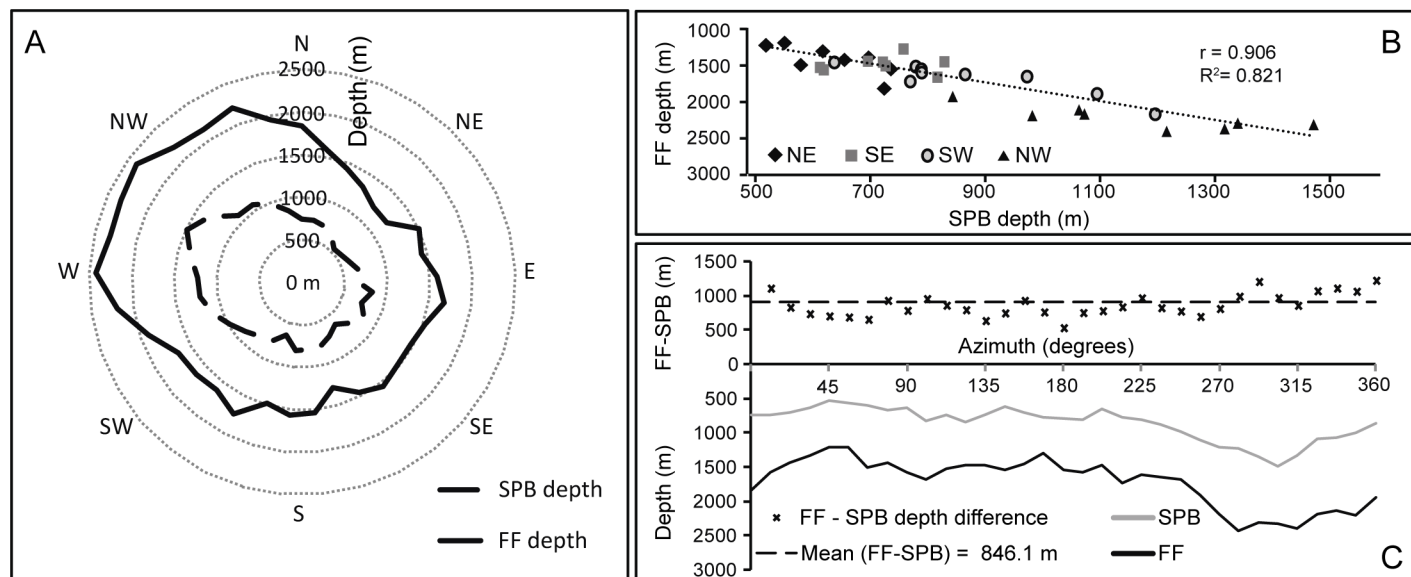 A
N
NE
E
SE
S
SW
W
NW
Depth (m)
2500
2000
1500
1000
500
0 m
SPB depth
FF depth
B
FF depth (m)
1000
1500
2000
2500
3000
r = 0.906
R²= 0.821
NE SE SW NW
500 700 900 1100 1300 1500
SPB depth (m)
C
FF-SPB (m)
1500
1000
500
0
Azimuth (degrees)
45 90 135 180 225 270 315 360
Depth (m)
500
1000
1500
2000
2500
3000
FF - SPB depth difference
SPB
Mean (FF-SPB) = 846.1 m
FF